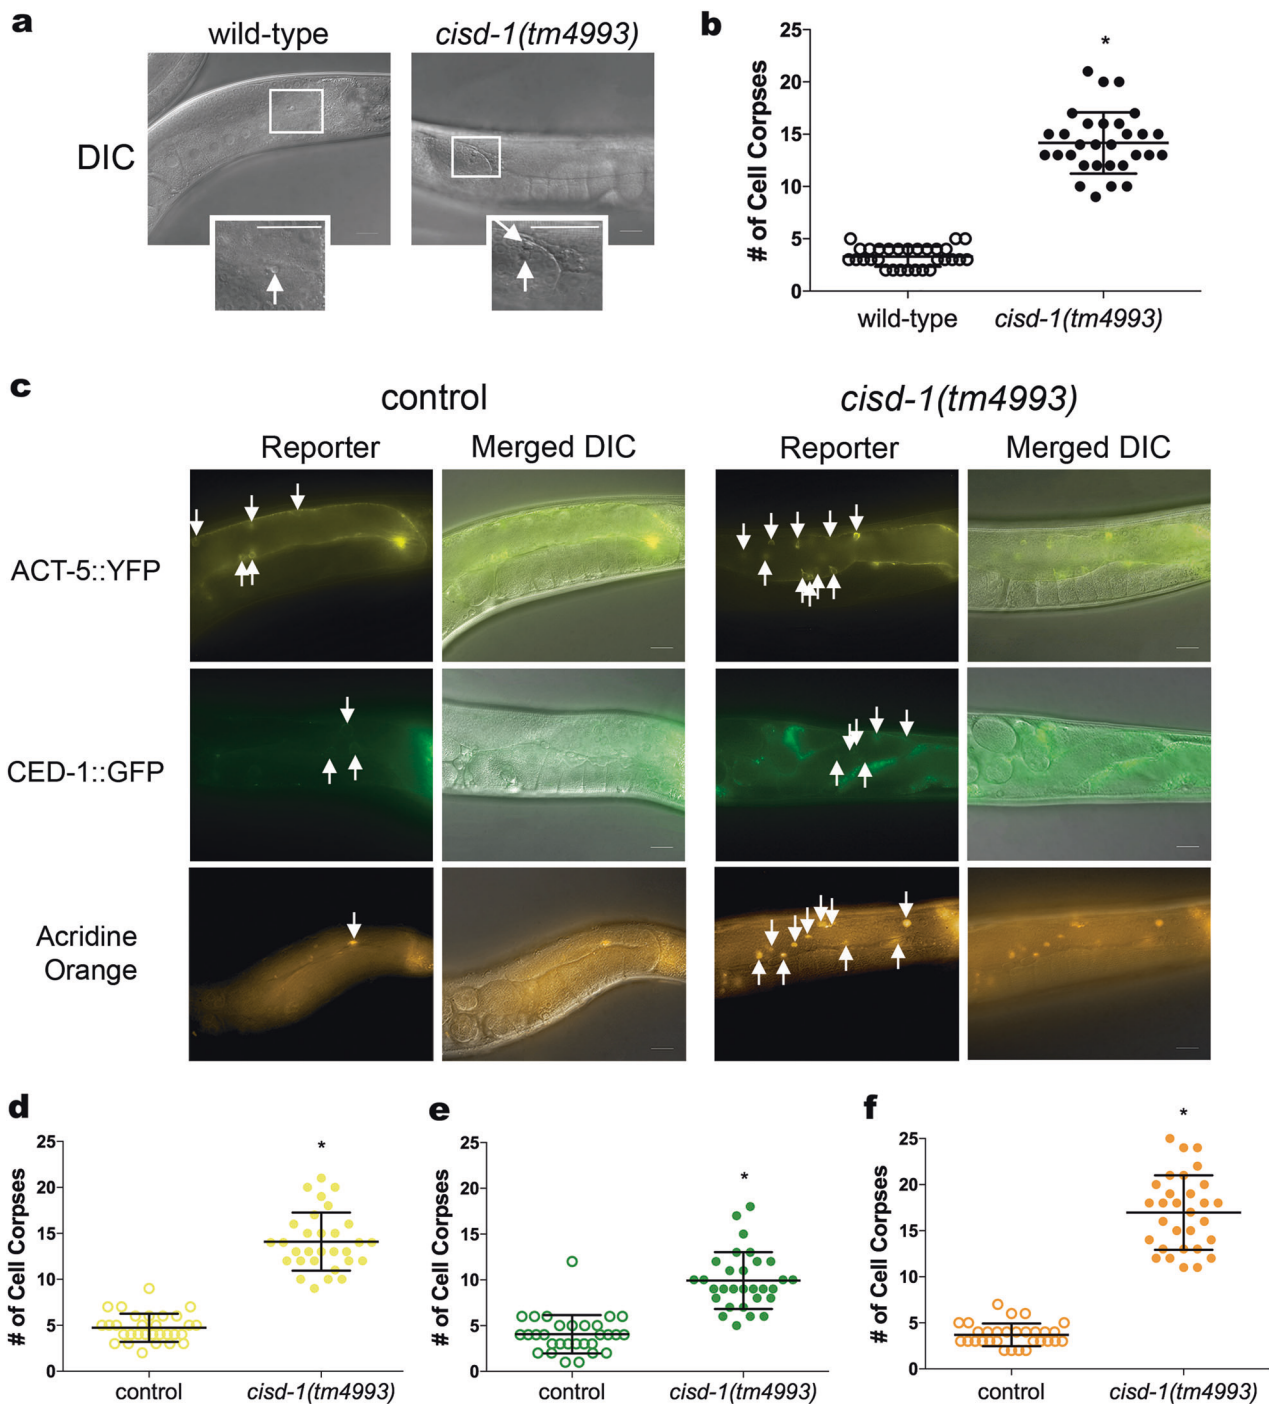 a
wild-type
cisd-1(tm4993)
DIC
b
# of Cell Corpses
25
20
15
10
5
0
*
wild-type
cisd-1(tm4993)
c
control
cisd-1(tm4993)
Reporter
Merged DIC
Reporter
Merged DIC
ACT-5::YFP
CED-1::GFP
Acridine
Orange
d
# of Cell Corpses
25
20
15
10
5
0
*
control
cisd-1(tm4993)
e
# of Cell Corpses
25
20
15
10
5
0
*
control
cisd-1(tm4993)
f
# of Cell Corpses
25
20
15
10
5
0
*
control
cisd-1(tm4993)